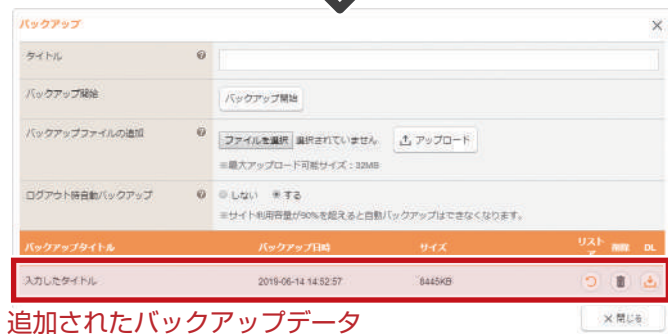 バックアップ
タイトル
バックアップ開始 バックアップ開始
バックアップファイルの追加 ファイルを選択 選択されていません アップロード
※最大アップロード可能サイズ：32MB
ログアウト時自動バックアップ しない する
※サイト利用容量が90%を超えると自動バックアップはできなくなります。
バックアップタイトル バックアップ日時 サイズ リストア 削除 DL
入力したタイトル 2019-06-14 14:52:57 8445KB
追加されたバックアップデータ
×閉じる